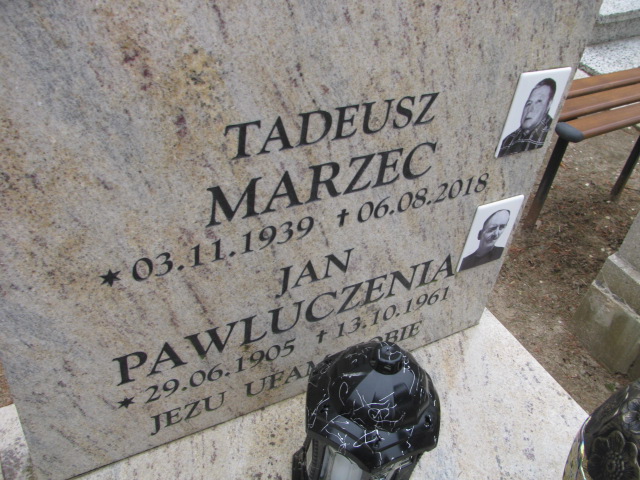 TADEUSZ
MARZEC
★ 03.11.1939 † 06.08.2018
JAN
PAWLUCZENIA
★ 29.06.1905 † 13.10.1961
JEZU UFAM